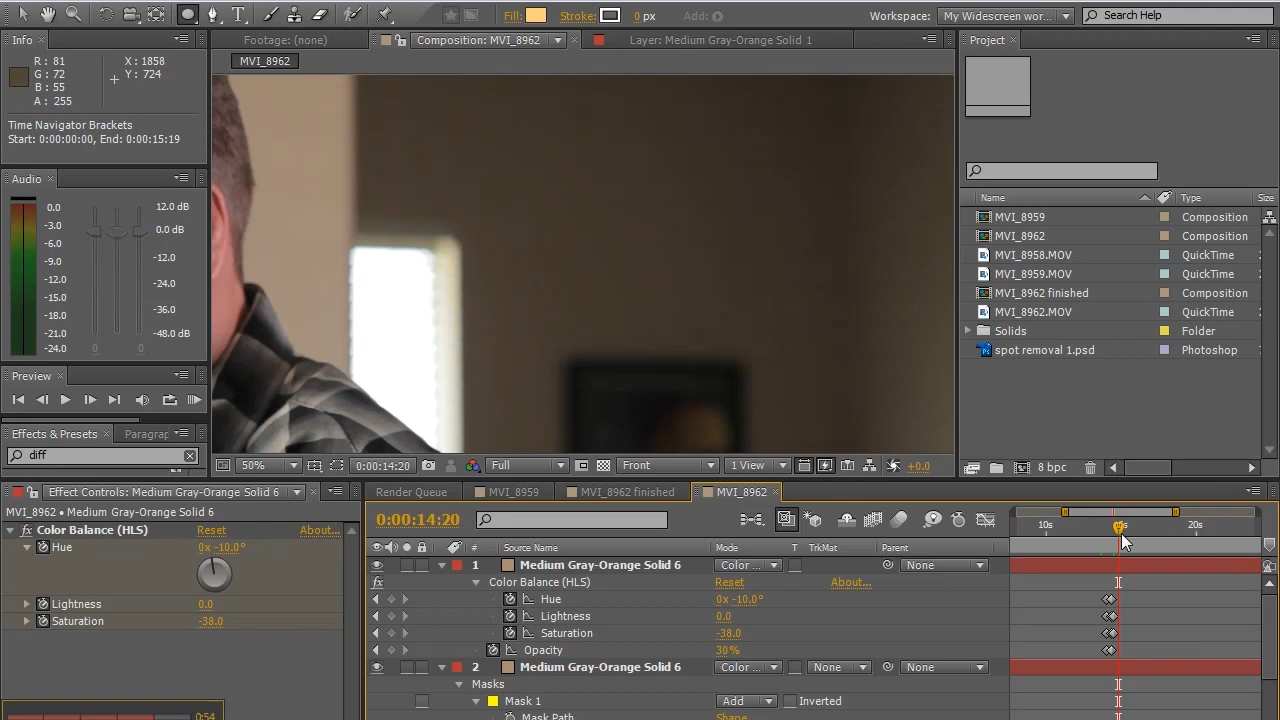 Fill: Stroke: 0 px Add: Workspace: My Widescreen wor... Search Help
Info Footage: (none) Composition: MVI_8962 Layer: Medium Gray-Orange Solid 1 Project
MVI_8962
R: 81 X: 1858
G: 72 Y: 724
B: 55
A: 255
Time Navigator Brackets
Start: 0:00:00:00, End: 0:00:15:19
Audio
0.0 12.0 dB
-3.0 0.0 dB
-6.0
-9.0 -12.0
-12.0
-15.0 -24.0
-18.0 -36.0
-21.0 -48.0 dB
-24.0 0 0
Name Type Size
MVI_8959 Composition
MVI_8962 Composition
MVI_8958.MOV QuickTime
MVI_8959.MOV QuickTime
MVI_8962 finished Composition
MVI_8962.MOV QuickTime
Solids Folder
spot removal 1.psd Photoshop
Preview
Effects & Presets Paragrap
diff
50% 0:00:14:20 Full Front 1 View +0.0 8 bpc
Effect Controls: Medium Gray-Orange Solid 6
MVI_8962 • Medium Gray-Orange Solid 6
Color Balance (HLS) Reset About...
Hue 0x -10.0°
Lightness 0.0
Saturation -38.0
0:54
Render Queue MVI_8959 MVI_8962 finished MVI_8962
0:00:14:20 10s 20s
# Source Name Mode T TrkMat Parent
1 Medium Gray-Orange Solid 6 Color ... None
Color Balance (HLS) Reset About...
Hue 0x -10.0°
Lightness 0.0
Saturation -38.0
Opacity 30%
2 Medium Gray-Orange Solid 6 Color ... None None
Masks
Mask 1 Add Inverted
Mask Path Shape